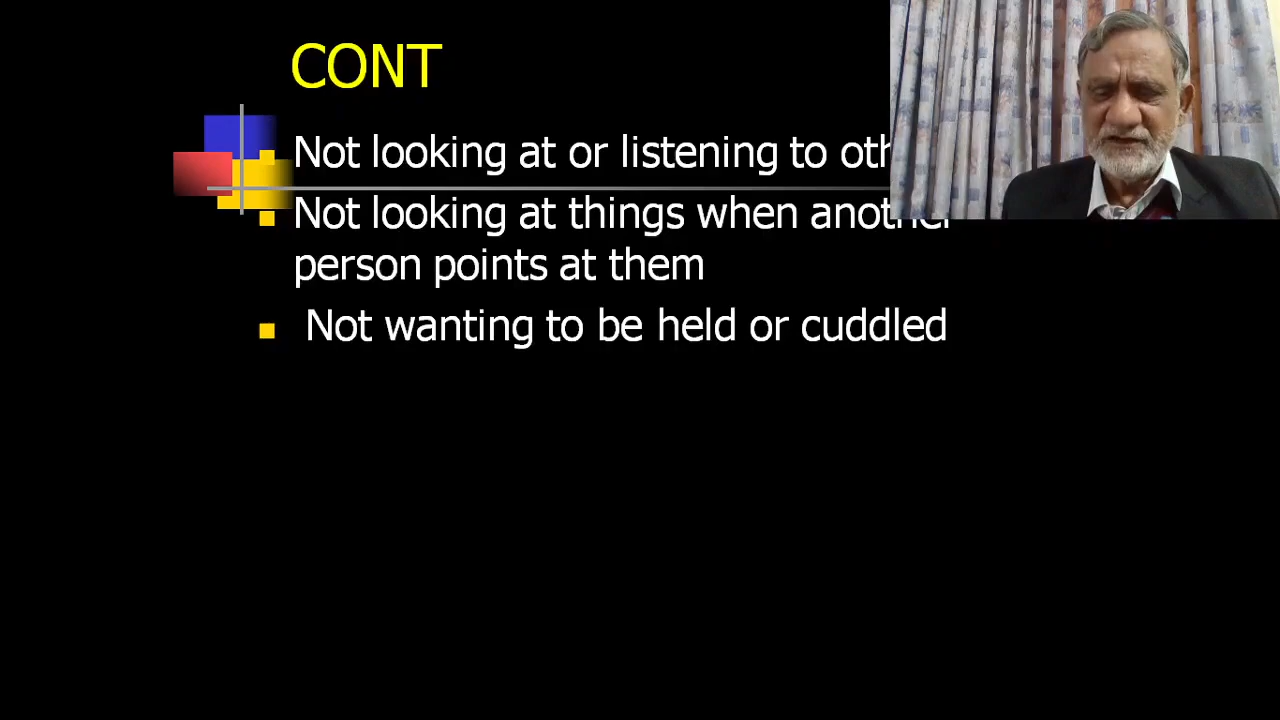 CONT
Not looking at or listening to
Not looking at things when another
person points at them
Not wanting to be held or cuddled